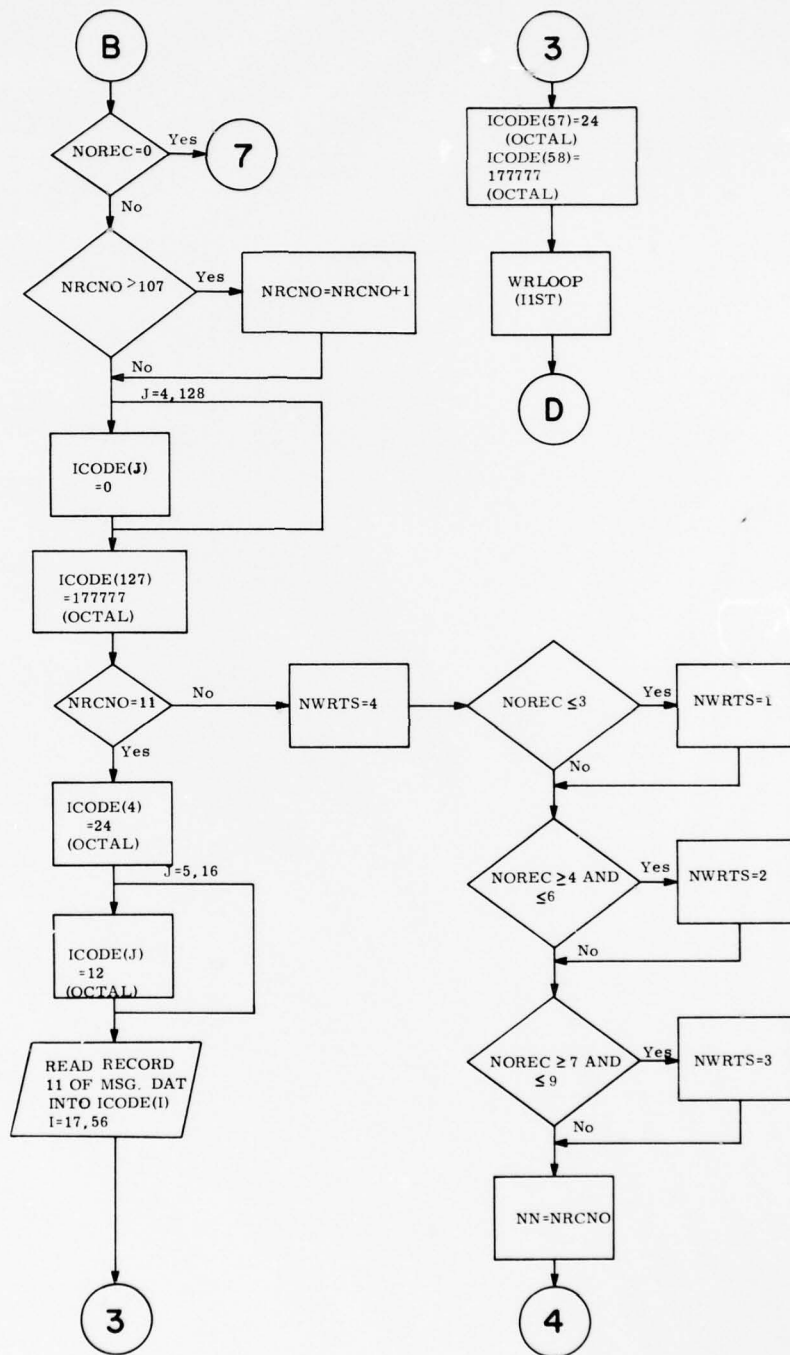 B
NOREC=0
Yes
7
No
NRCNO >107
Yes
NRCNO=NRCNO+1
No
J=4,128
ICODE(J)
=0
ICODE(127)
=177777
(OCTAL)
NRCNO=11
No
Yes
ICODE(4)
=24
(OCTAL)
J=5,16
ICODE(J)
=12
(OCTAL)
READ RECORD
11 OF MSG. DAT
INTO ICODE(I)
I=17,56
3
3
ICODE(57)=24
(OCTAL)
ICODE(58)=
177777
(OCTAL)
WRLOOP
(I1ST)
D
NWRTS=4
NOREC ≤3
Yes
NWRTS=1
No
NOREC ≥4 AND
≤6
Yes
NWRTS=2
No
NOREC ≥7 AND
≤9
Yes
NWRTS=3
No
NN=NRCNO
4